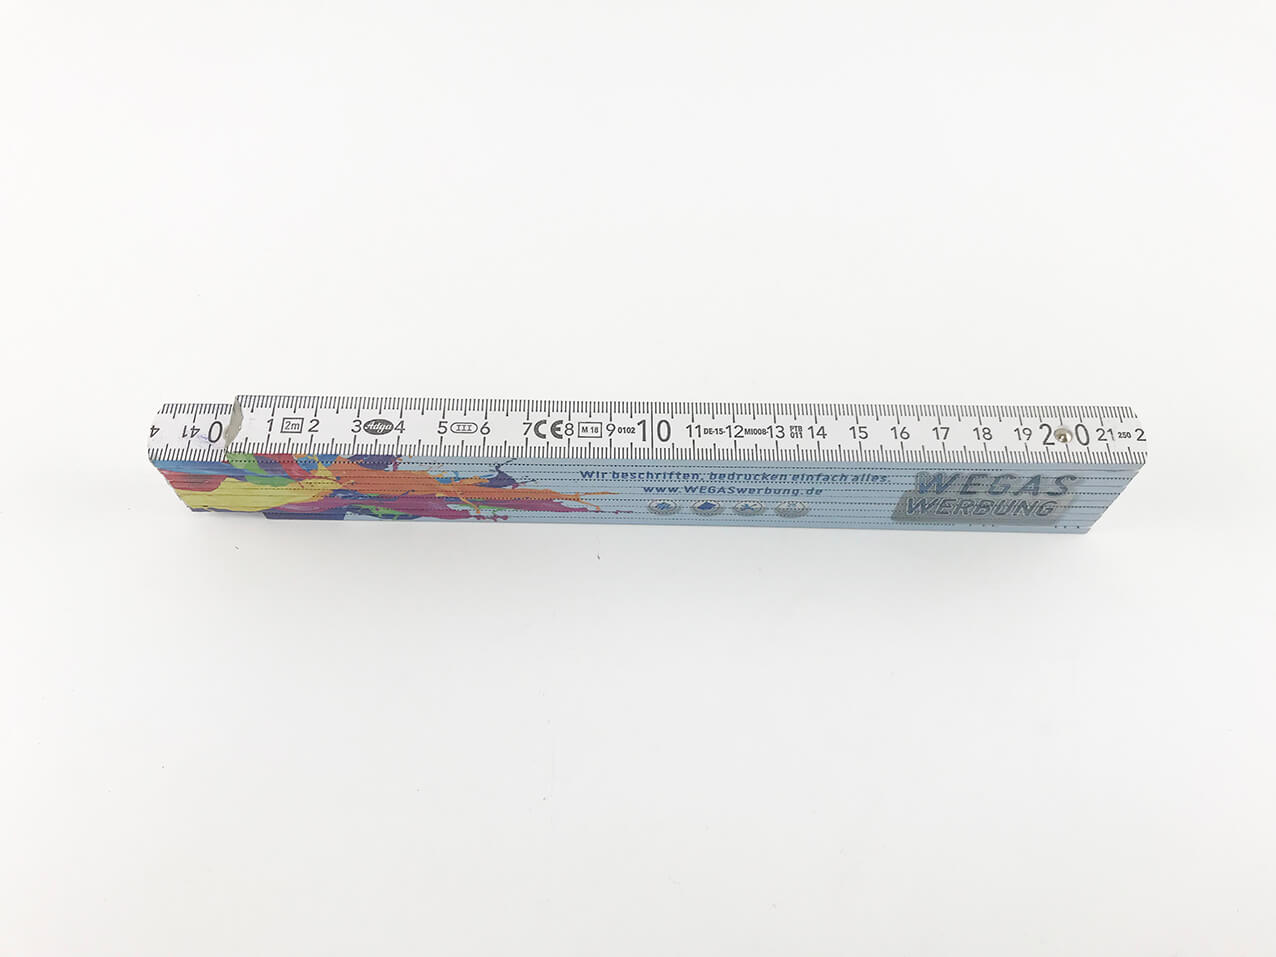 4 41 0 1 2m 2 3 Adga 4 5 III 6 7 CE 8 M 18 9 0102 10 11 DE-15- 12 MI008- 13 PTB 011 14 15 16 17 18 19 20 21 250 2
Wir beschriften, bedrucken einfach alles.
www.WEGASwerbung.de
WEGAS
WERBUNG